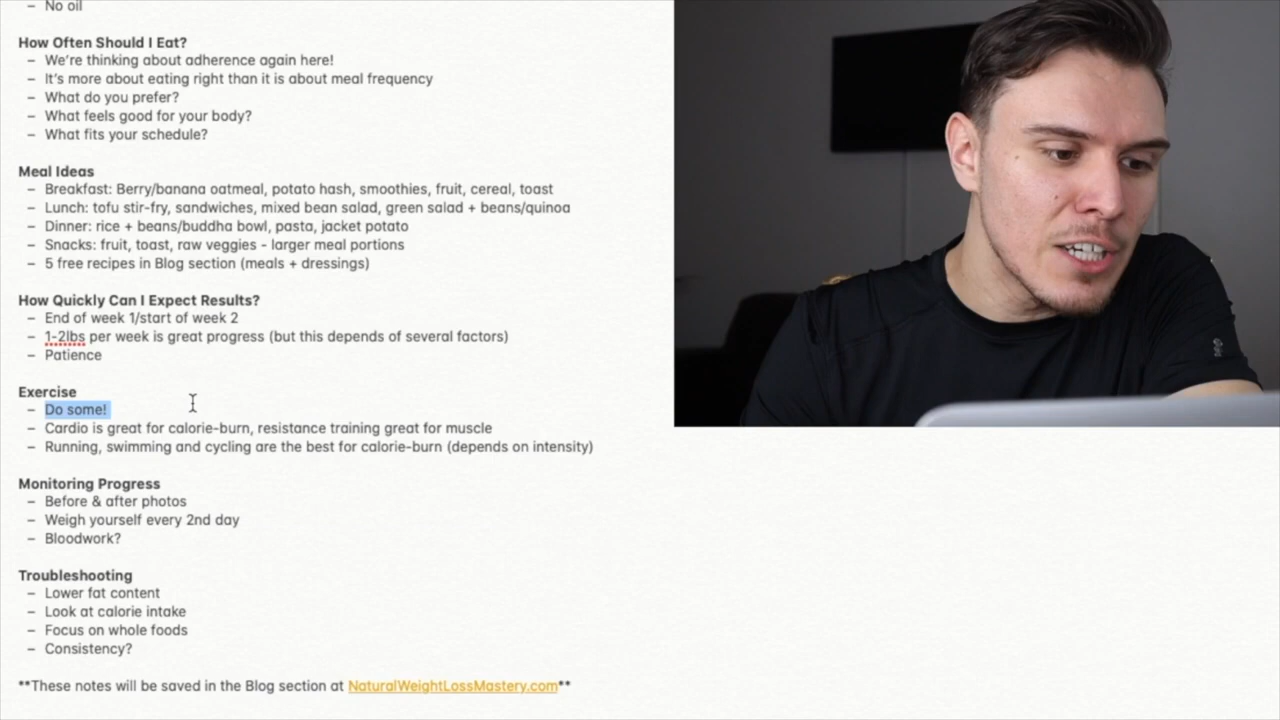 – No oil
How Often Should I Eat?
– We're thinking about adherence again here!
– It's more about eating right than it is about meal frequency
– What do you prefer?
– What feels good for your body?
– What fits your schedule?
Meal Ideas
– Breakfast: Berry/banana oatmeal, potato hash, smoothies, fruit, cereal, toast
– Lunch: tofu stir-fry, sandwiches, mixed bean salad, green salad + beans/quinoa
– Dinner: rice + beans/buddha bowl, pasta, jacket potato
– Snacks: fruit, toast, raw veggies - larger meal portions
– 5 free recipes in Blog section (meals + dressings)
How Quickly Can I Expect Results?
– End of week 1/start of week 2
– 1-2lbs per week is great progress (but this depends of several factors)
– Patience
Exercise
– Do some!
– Cardio is great for calorie-burn, resistance training great for muscle
– Running, swimming and cycling are the best for calorie-burn (depends on intensity)
Monitoring Progress
– Before & after photos
– Weigh yourself every 2nd day
– Bloodwork?
Troubleshooting
– Lower fat content
– Look at calorie intake
– Focus on whole foods
– Consistency?
**These notes will be saved in the Blog section at NaturalWeightLossMastery.com**